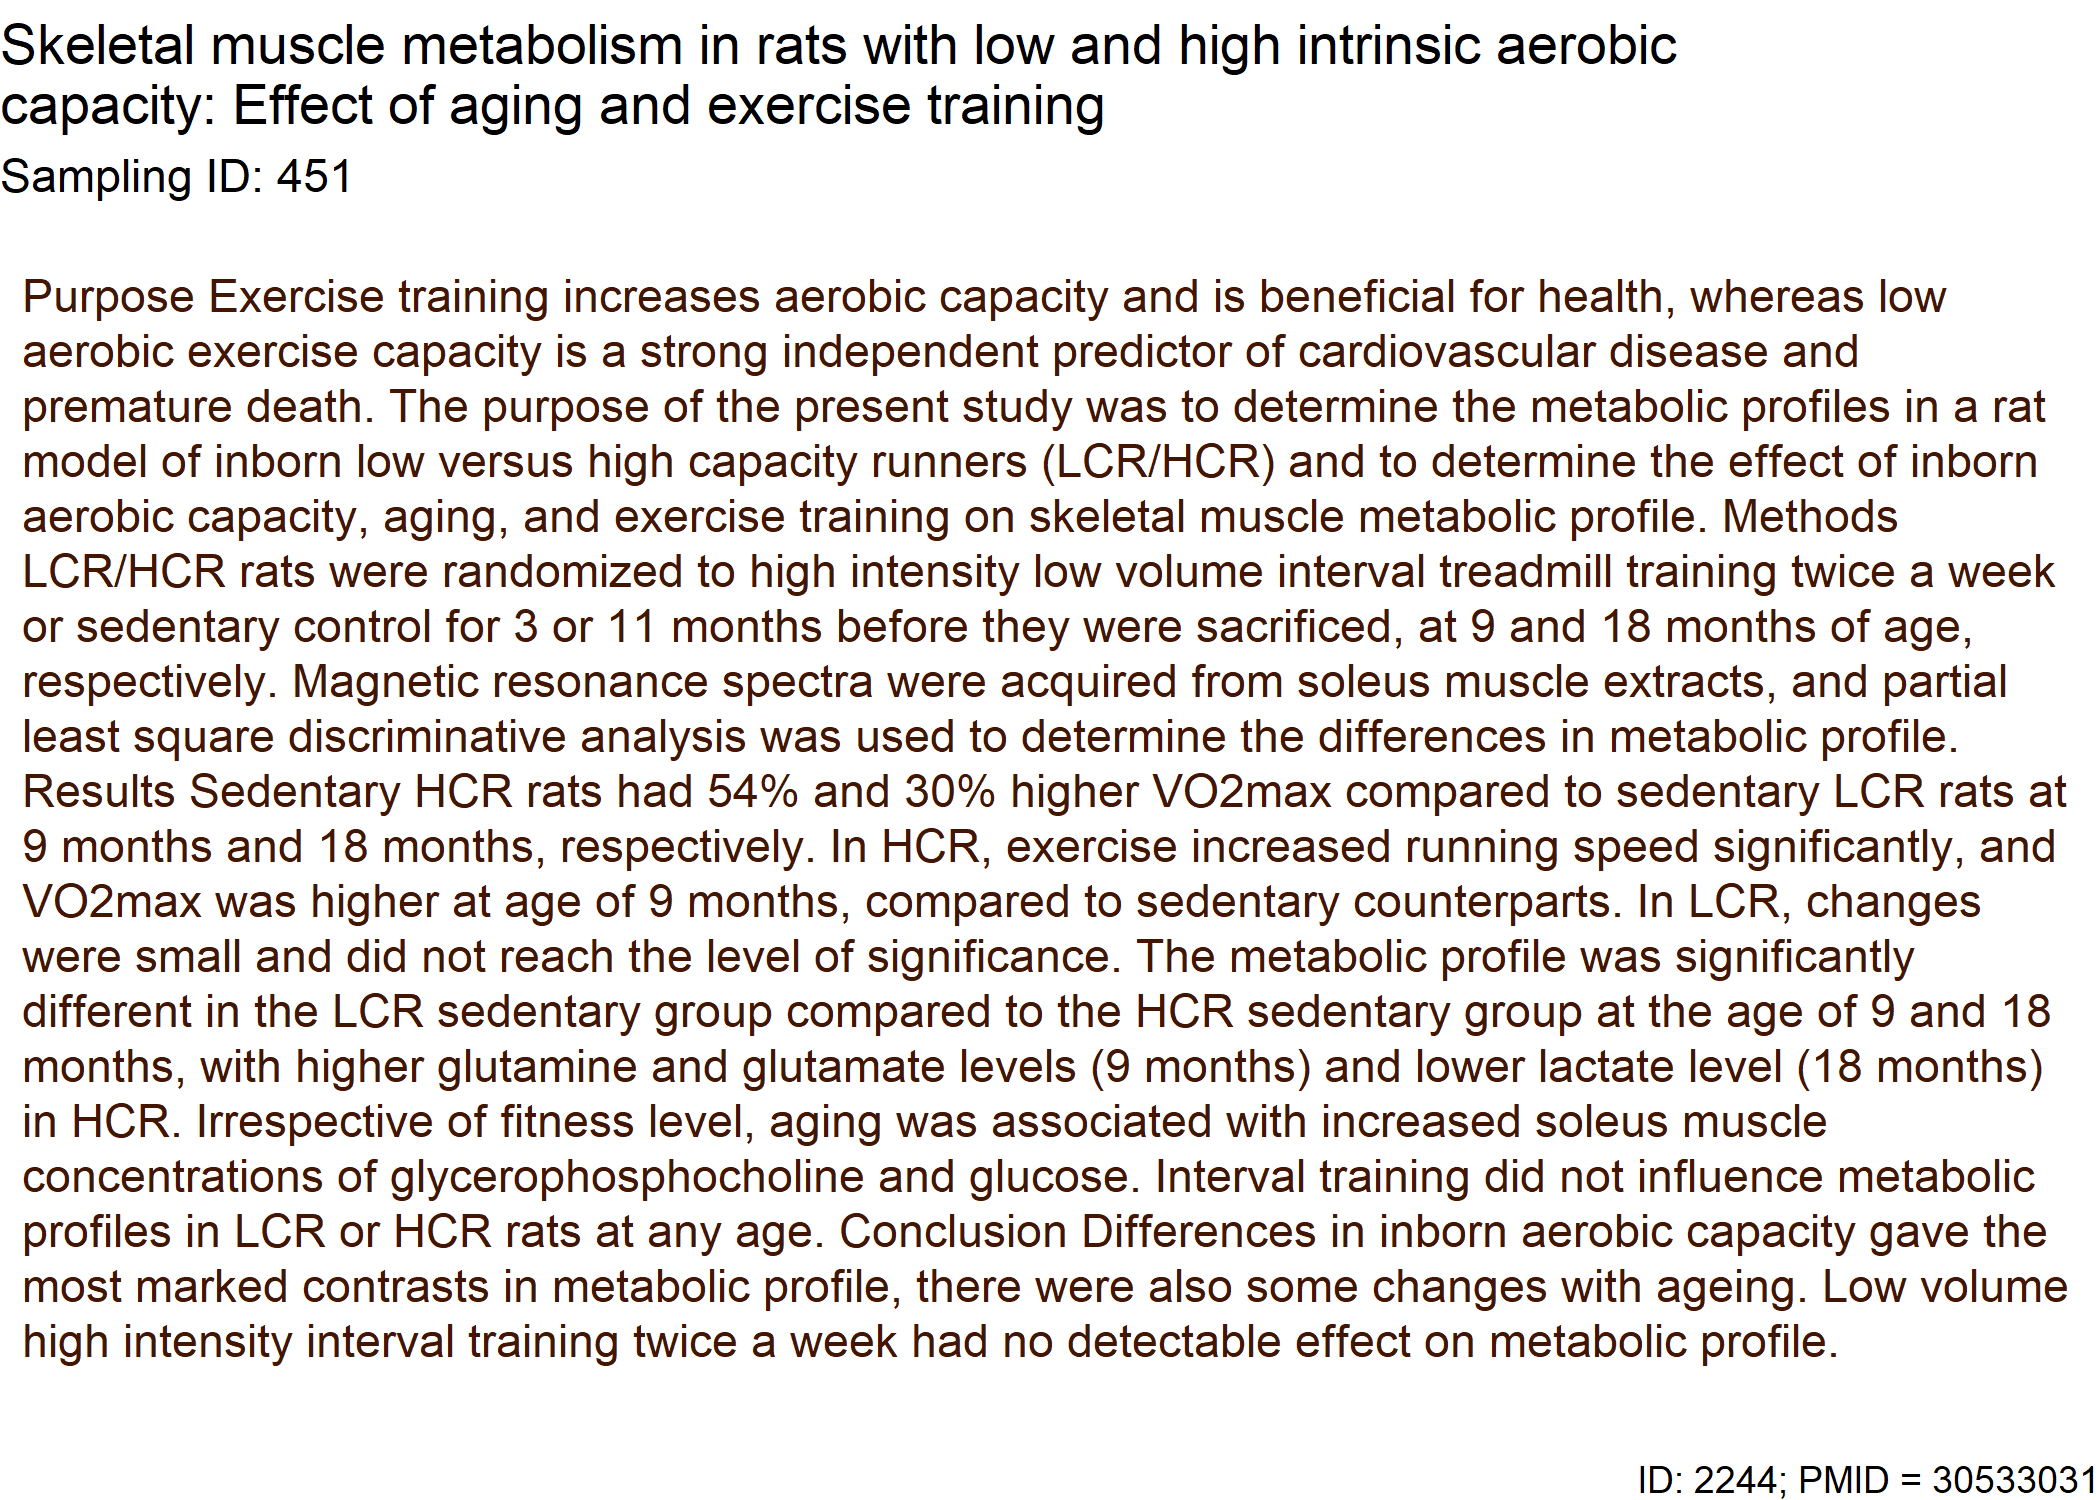 Skeletal muscle metabolism in rats with low and high intrinsic aerobic
capacity: Effect of aging and exercise training
Sampling ID: 451
Purpose Exercise training increases aerobic capacity and is beneficial for health, whereas low
aerobic exercise capacity is a strong independent predictor of cardiovascular disease and
premature death. The purpose of the present study was to determine the metabolic profiles in a rat
model of inborn low versus high capacity runners (LCR/HCR) and to determine the effect of inborn
aerobic capacity, aging, and exercise training on skeletal muscle metabolic profile. Methods
LCR/HCR rats were randomized to high intensity low volume interval treadmill training twice a week
or sedentary control for 3 or 11 months before they were sacrificed, at 9 and 18 months of age,
respectively. Magnetic resonance spectra were acquired from soleus muscle extracts, and partial
least square discriminative analysis was used to determine the differences in metabolic profile.
Results Sedentary HCR rats had 54% and 30% higher VO2max compared to sedentary LCR rats at
9 months and 18 months, respectively. In HCR, exercise increased running speed significantly, and
VO2max was higher at age of 9 months, compared to sedentary counterparts. In LCR, changes
were small and did not reach the level of significance. The metabolic profile was significantly
different in the LCR sedentary group compared to the HCR sedentary group at the age of 9 and 18
months, with higher glutamine and glutamate levels (9 months) and lower lactate level (18 months)
in HCR. Irrespective of fitness level, aging was associated with increased soleus muscle
concentrations of glycerophosphocholine and glucose. Interval training did not influence metabolic
profiles in LCR or HCR rats at any age. Conclusion Differences in inborn aerobic capacity gave the
most marked contrasts in metabolic profile, there were also some changes with ageing. Low volume
high intensity interval training twice a week had no detectable effect on metabolic profile.
ID: 2244; PMID = 30533031